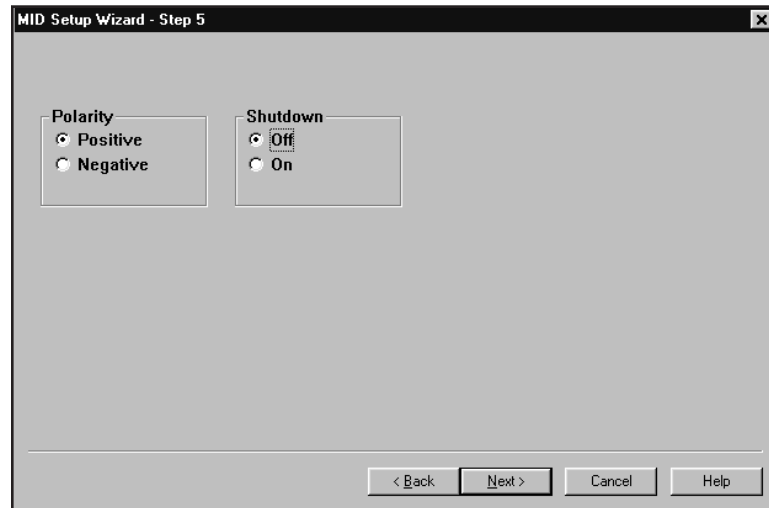 MID Setup Wizard - Step 5
Polarity
Positive
Negative
Shutdown
Off
On
< Back
Next >
Cancel
Help